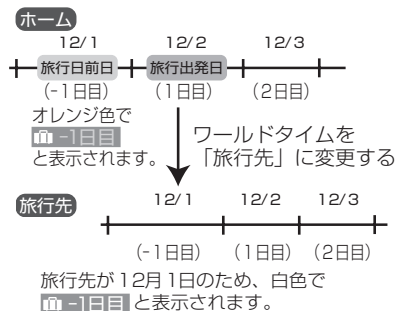 ホーム
12/1 12/2 12/3
旅行日前日 旅行出発日
(-1日目) (1日目) (2日目)
オレンジ色で
-1日目
と表示されます。
ワールドタイムを
「旅行先」に変更する
旅行先
12/1 12/2 12/3
(-1日目) (1日目) (2日目)
旅行先が12月1日のため、白色で
-1日目 と表示されます。